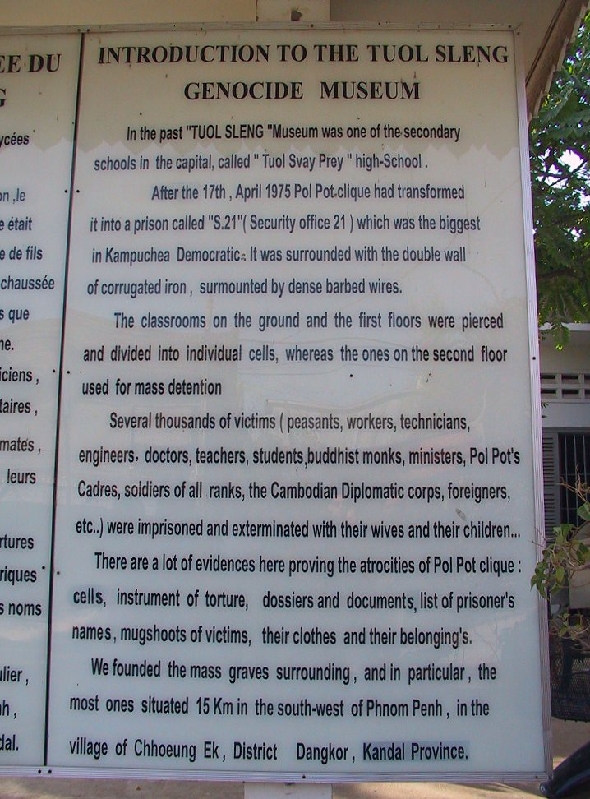 EE DU
G
ycées
on ,le
e était
e de fils
chaussée
s que
ne.
iciens ,
taires ,
mates ,
leurs
rtures
riques
s noms
ulier ,
nh ,
dal.
INTRODUCTION TO THE TUOL SLENG
GENOCIDE MUSEUM
In the past "TUOL SLENG "Museum was one of the secondary
schools in the capital, called " Tuol Svay Prey " high-School .
After the 17th , April 1975 Pol Pot clique had transformed
it into a prison called "S.21"( Security office 21 ) which was the biggest
in Kampuchea Democratic. It was surrounded with the double wall
of corrugated iron , surmounted by dense barbed wires.
The classrooms on the ground and the first floors were pierced
and divided into individual cells, whereas the ones on the second floor
used for mass detention
Several thousands of victims ( peasants, workers, technicians,
engineers, doctors, teachers, students,buddhist monks, ministers, Pol Pot's
Cadres, soldiers of all ranks, the Cambodian Diplomatic corps, foreigners,
etc..) were imprisoned and exterminated with their wives and their children...
There are a lot of evidences here proving the atrocities of Pol Pot clique :
cells, instrument of torture, dossiers and documents, list of prisoner's
names, mugshoots of victims, their clothes and their belonging's.
We founded the mass graves surrounding , and in particular , the
most ones situated 15 Km in the south-west of Phnom Penh , in the
village of Chhoeung Ek , District Dangkor , Kandal Province.